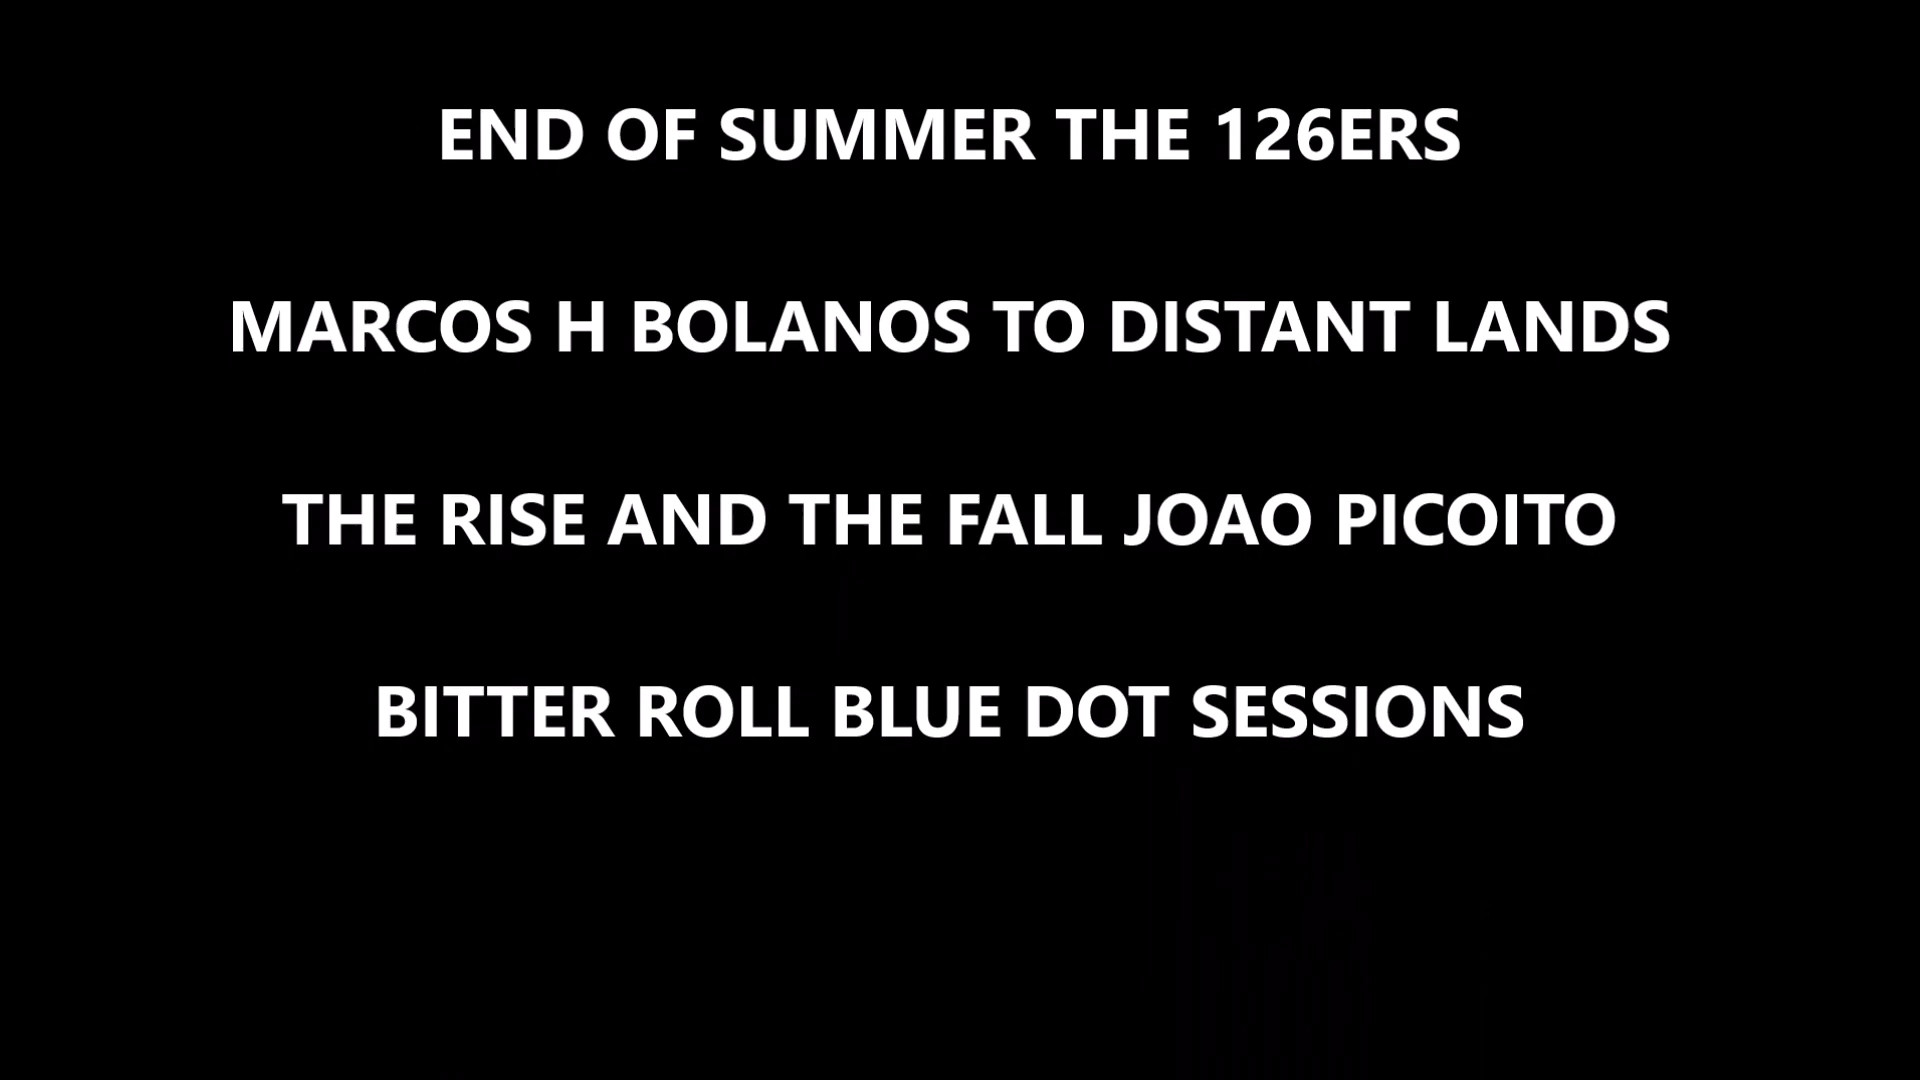 END OF SUMMER THE 126ERS
MARCOS H BOLANOS TO DISTANT LANDS
THE RISE AND THE FALL JOAO PICOITO
BITTER ROLL BLUE DOT SESSIONS